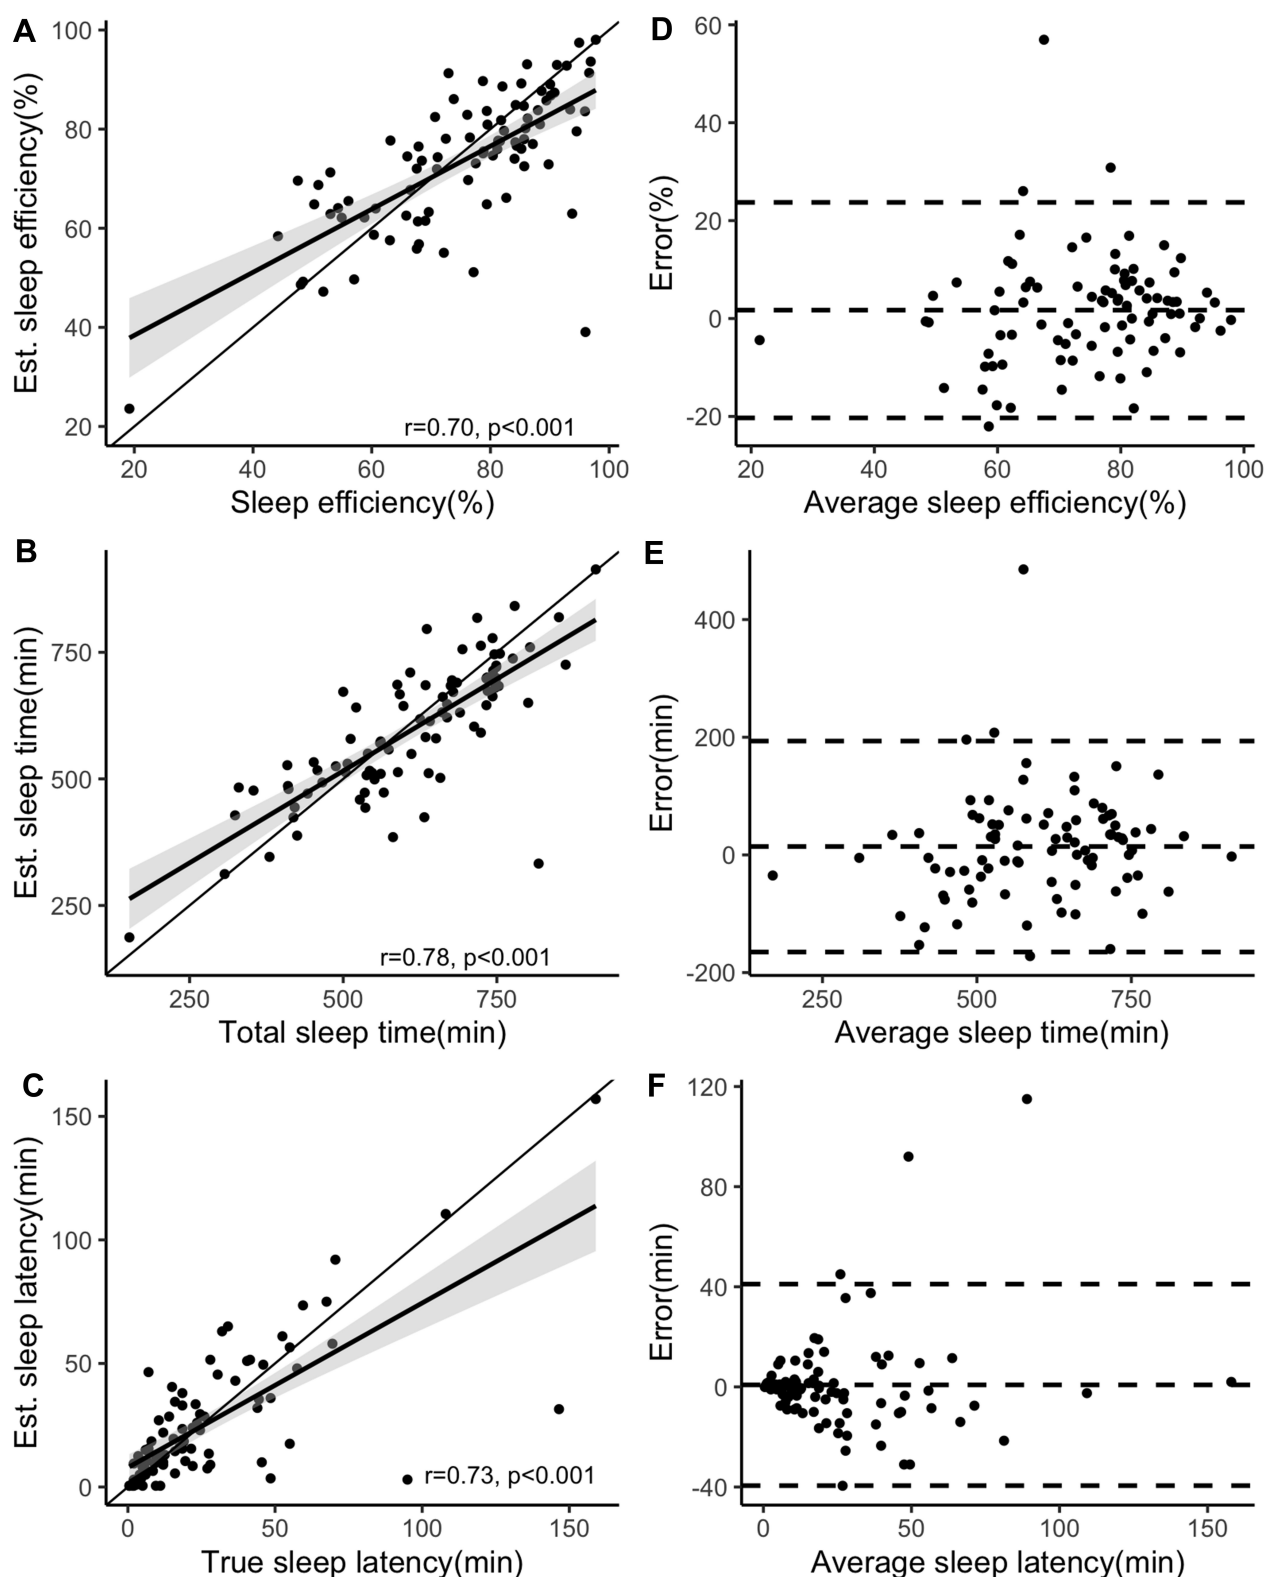 A
Est. sleep efficiency(%)
100
80
60
40
20
r=0.70, p<0.001
20 40 60 80 100
Sleep efficiency(%)
D
Error(%)
60
40
20
0
-20
20 40 60 80 100
Average sleep efficiency(%)
B
Est. sleep time(min)
750
500
250
r=0.78, p<0.001
250 500 750
Total sleep time(min)
E
Error(min)
400
200
0
-200
250 500 750
Average sleep time(min)
C
Est. sleep latency(min)
150
100
50
0
r=0.73, p<0.001
0 50 100 150
True sleep latency(min)
F
Error(min)
120
80
40
0
-40
0 50 100 150
Average sleep latency(min)